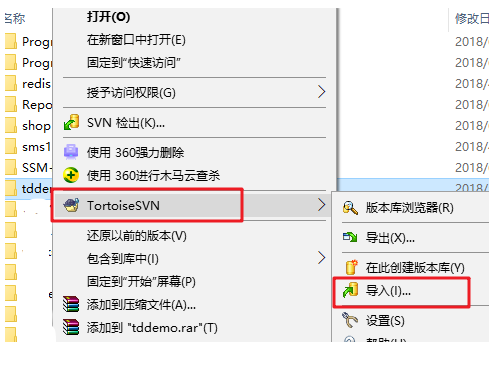 名称
修改日
Progr
2018/
Progr
2018/
redis
2018/
Repo
2018/
shop
2018/
sms1
2018/
SSM-
2018/
tddemo
2018/
打开(O)
在新窗口中打开(E)
固定到"快速访问"
授予访问权限(G)
SVN 检出(K)...
使用 360强力删除
使用 360进行木马云查杀
TortoiseSVN
还原以前的版本(V)
包含到库中(I)
固定到"开始"屏幕(P)
添加到压缩文件(A)...
添加到 "tddemo.rar"(T)
版本库浏览器(R)
导出(X)...
在此创建版本库(Y)
导入(I)...
设置(S)
帮助(H)